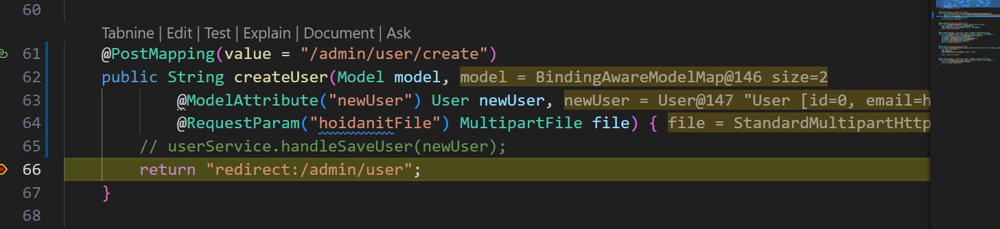 60
Tabnine | Edit | Test | Explain | Document | Ask
61 @PostMapping(value = "/admin/user/create")
62 public String createUser(Model model, model = BindingAwareModelMap@146 size=2
63 @ModelAttribute("newUser") User newUser, newUser = User@147 "User [id=0, email=h
64 @RequestParam("hoidanitFile") MultipartFile file) { file = StandardMultipartHttp
65 // userService.handleSaveUser(newUser);
66 return "redirect:/admin/user";
67 }
68